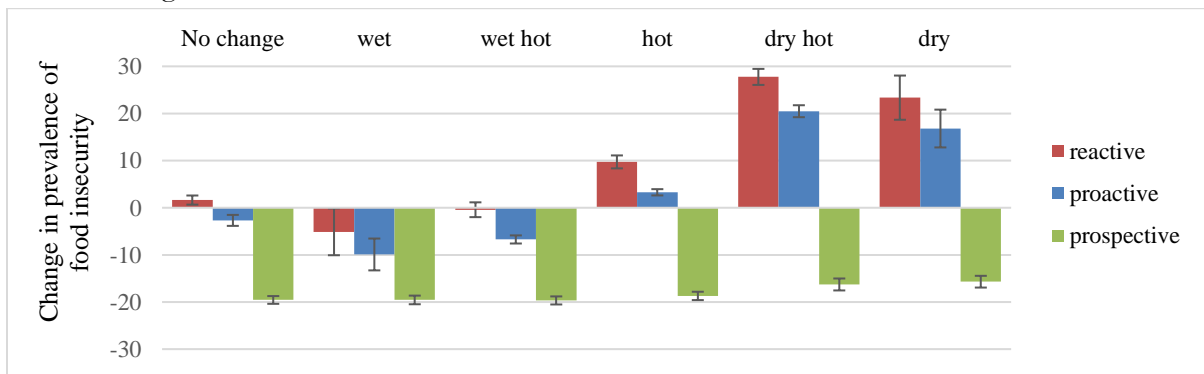 No change wet wet hot hot dry hot dry
Change in prevalence of
food insecurity
30
20
10
0
-10
-20
-30
reactive
proactive
prospective